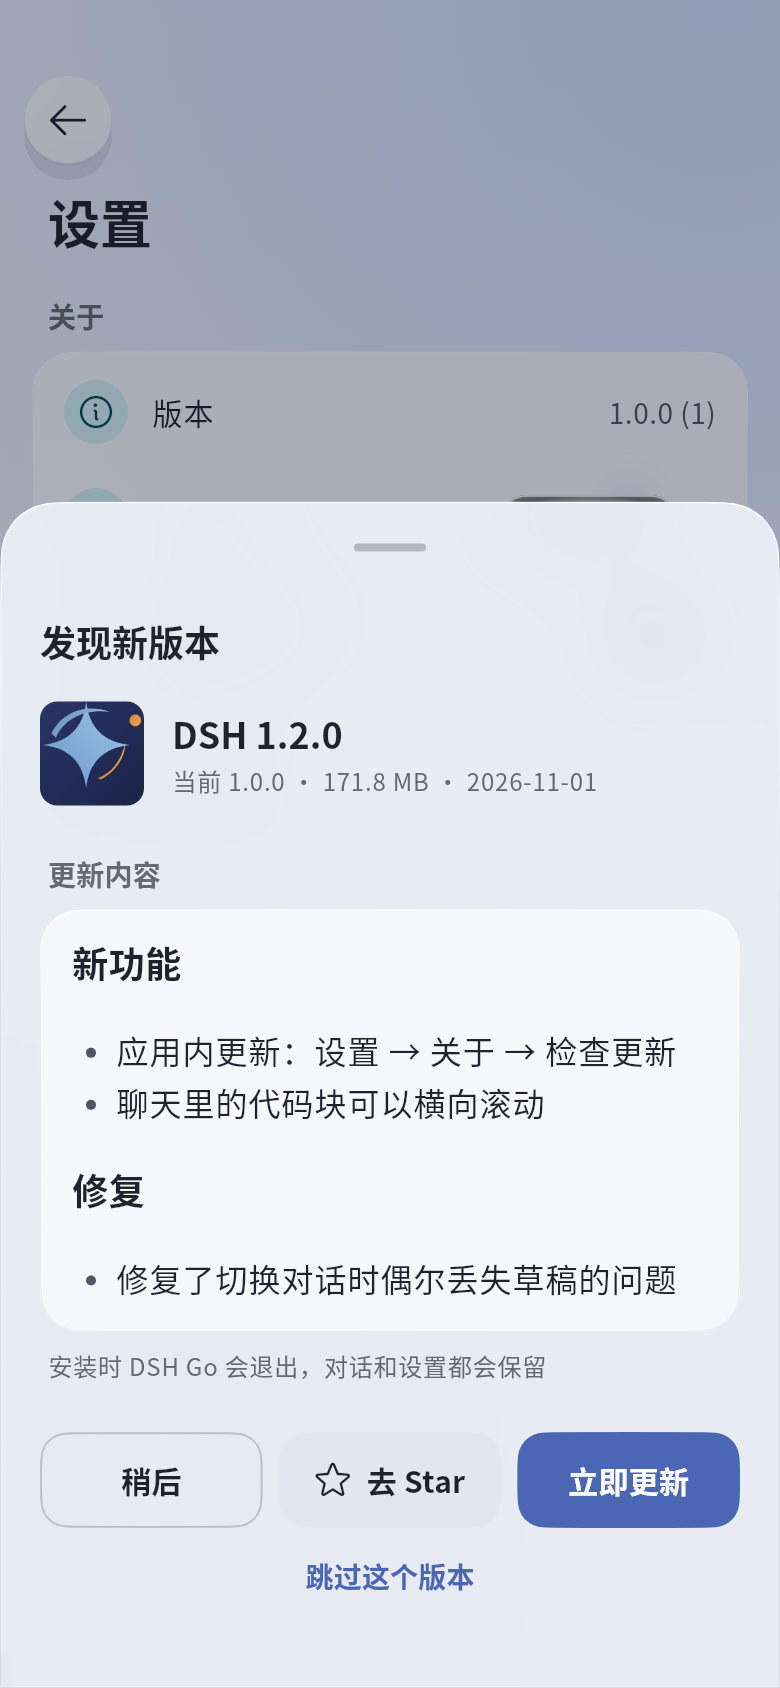 设置
关于
版本 1.0.0 (1)
发现新版本
DSH 1.2.0
当前 1.0.0 • 171.8 MB • 2026-11-01
更新内容
新功能
• 应用内更新：设置 → 关于 → 检查更新
• 聊天里的代码块可以横向滚动
修复
• 修复了切换对话时偶尔丢失草稿的问题
安装时 DSH Go 会退出，对话和设置都会保留
稍后 去 Star 立即更新
跳过这个版本